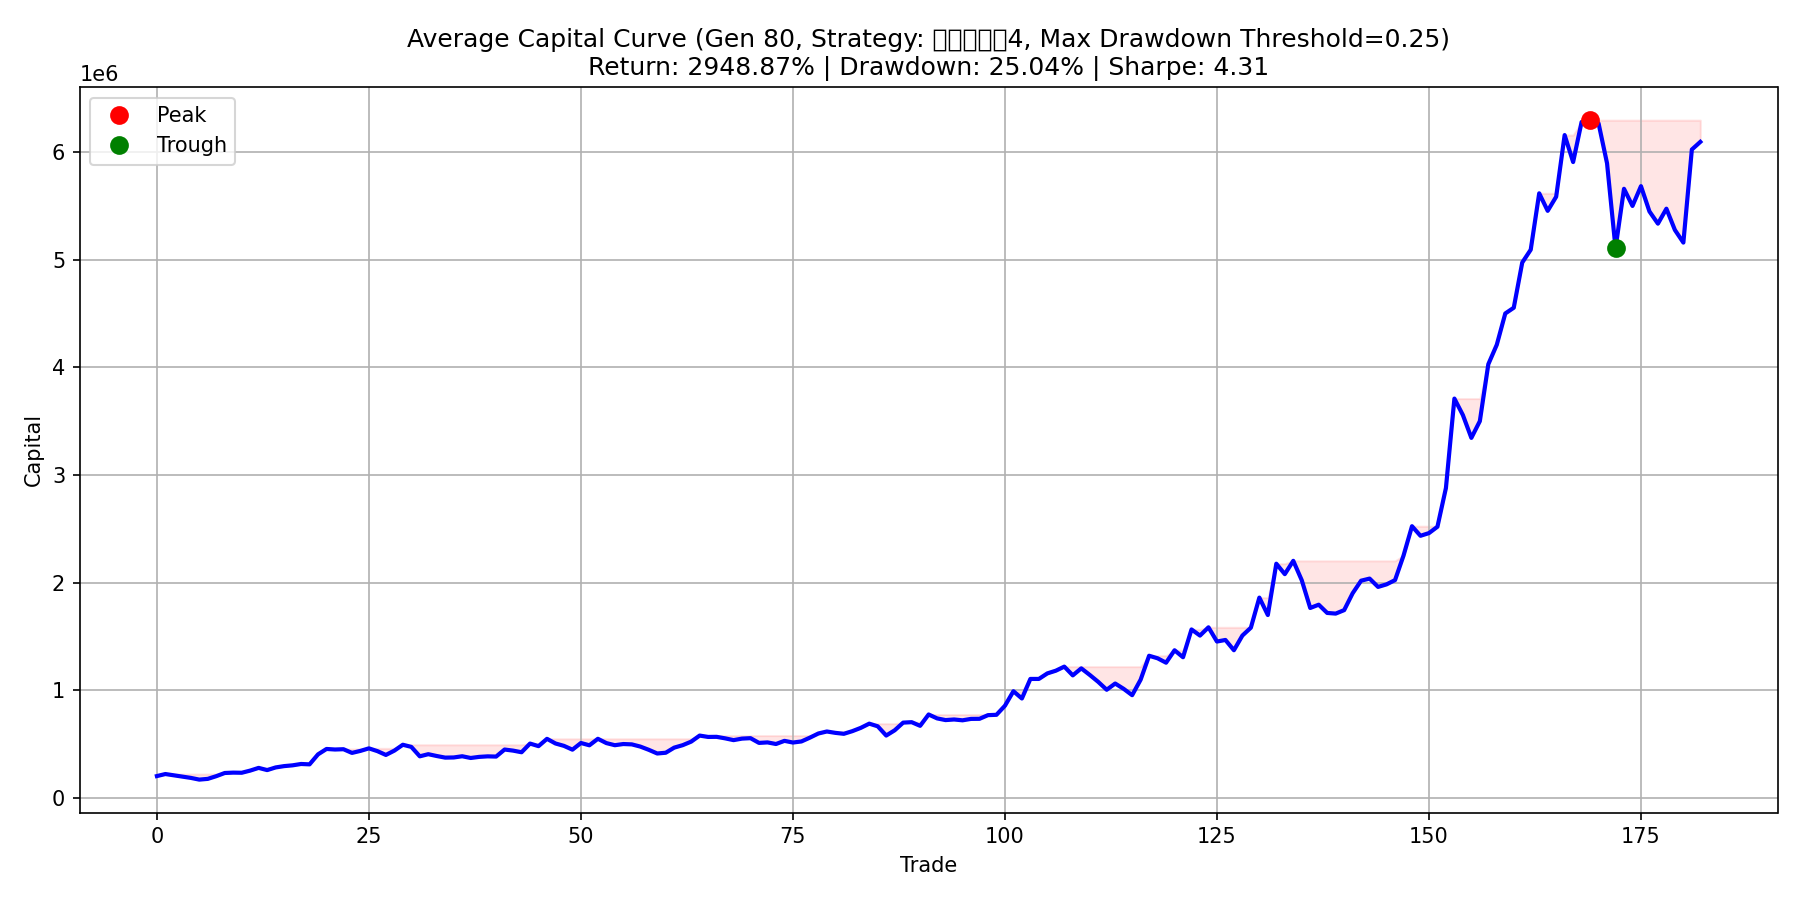 Average Capital Curve (Gen 80, Strategy: 4, Max Drawdown Threshold=0.25)
Return: 2948.87% | Drawdown: 25.04% | Sharpe: 4.31
1e6
Peak
Trough
6
5
4
3
2
1
0
Capital
0 25 50 75 100 125 150 175
Trade